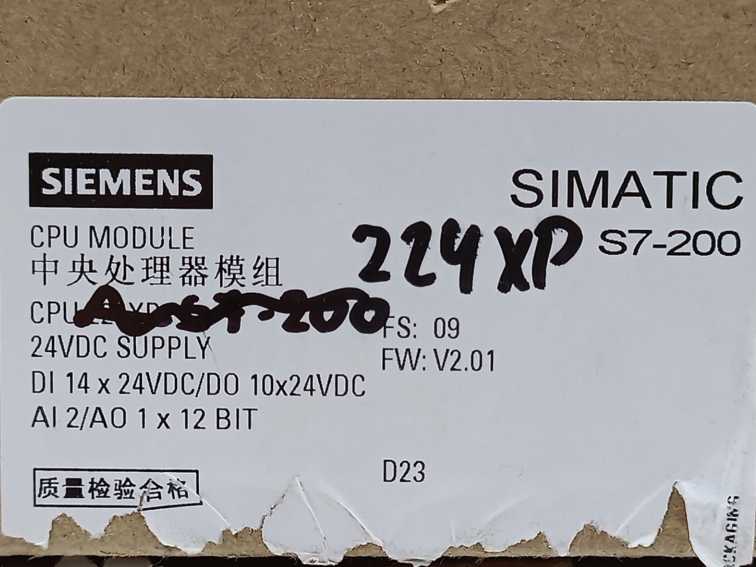 SIEMENS
SIMATIC
CPU MODULE
224XP
S7-200
中央处理器模组
CPU
24VDC SUPPLY
FS: 09
FW: V2.01
DI 14 x 24VDC/DO 10x24VDC
AI 2/AO 1 x 12 BIT
D23
质量检验合格